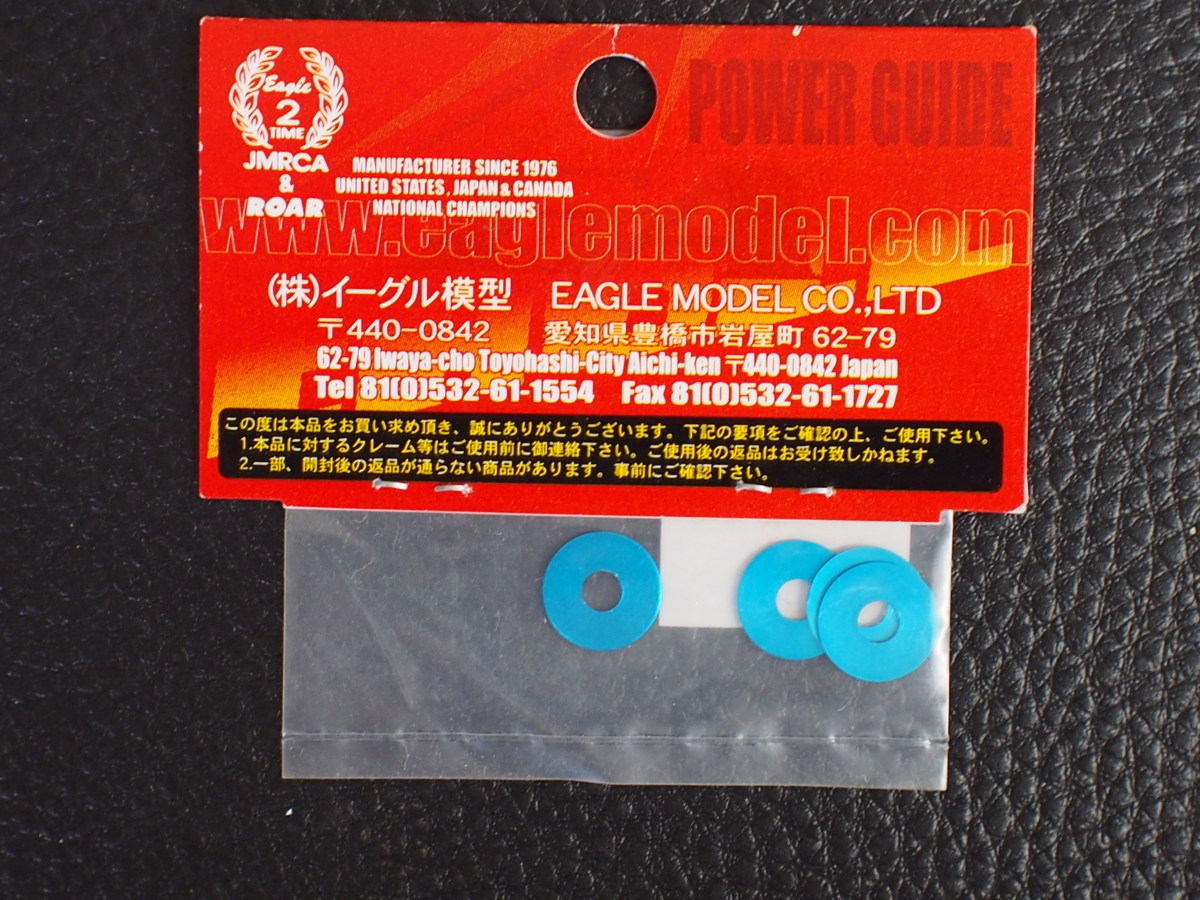 Eagle
2
TIME
JMRCA
&
ROAR
MANUFACTURER SINCE 1976
UNITED STATES, JAPAN & CANADA
NATIONAL CHAMPIONS
POWER GUIDE
www.eaglemodel.com
(株)イーグル模型 EAGLE MODEL CO.,LTD
〒440-0842 愛知県豊橋市岩屋町 62-79
62-79 Iwaya-cho Toyohashi-City Aichi-ken 〒440-0842 Japan
Tel 81(0)532-61-1554 Fax 81(0)532-61-1727
この度は本品をお買い求め頂き、誠にありがとうございます。下記の要項をご確認の上、ご使用下さい。
1.本品に対するクレーム等はご使用前に御連絡下さい。ご使用後の返品はお受け致しかねます。
2.一部、開封後の返品が通らない商品があります。事前にご確認下さい。